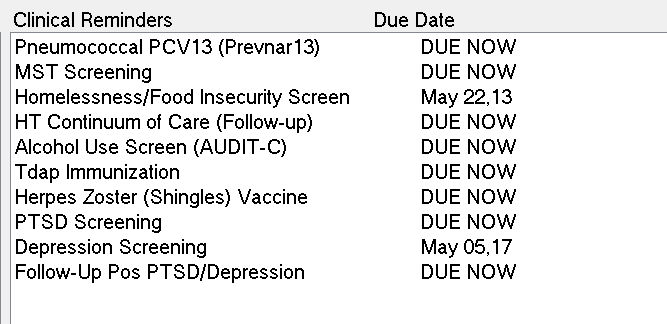 Clinical Reminders Due Date
Pneumococcal PCV13 (Prevnar13) DUE NOW
MST Screening DUE NOW
Homelessness/Food Insecurity Screen May 22,13
HT Continuum of Care (Follow-up) DUE NOW
Alcohol Use Screen (AUDIT-C) DUE NOW
Tdap Immunization DUE NOW
Herpes Zoster (Shingles) Vaccine DUE NOW
PTSD Screening DUE NOW
Depression Screening May 05,17
Follow-Up Pos PTSD/Depression DUE NOW